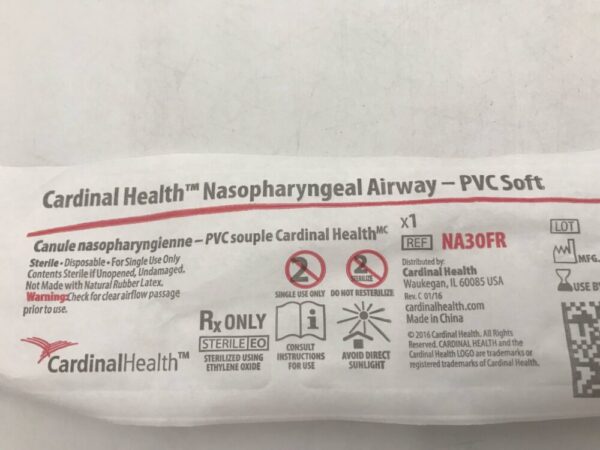 Cardinal Health™ Nasopharyngeal Airway – PVC Soft
Canule nasopharyngienne – PVC souple Cardinal Health MC
Sterile • Disposable • For Single Use Only
Contents Sterile if Unopened, Undamaged.
Not Made with Natural Rubber Latex.
Warning: Check for clear airflow passage
prior to use.
CardinalHealth™
2
SINGLE USE ONLY
2
STERILIZE
DO NOT RESTERILIZE
Rx ONLY
STERILE EO
STERILIZED USING
ETHYLENE OXIDE
i
CONSULT
INSTRUCTIONS
FOR USE
AVOID DIRECT
SUNLIGHT
x1
REF NA30FR
Distributed by:
Cardinal Health
Waukegan, IL 60085 USA
Rev. C 01/16
cardinalhealth.com
Made in China
© 2016 Cardinal Health. All Rights
Reserved. CARDINAL HEALTH and the
Cardinal Health LOGO are trademarks or
registered trademarks of Cardinal Health.
LOT
MFG.
USE BY